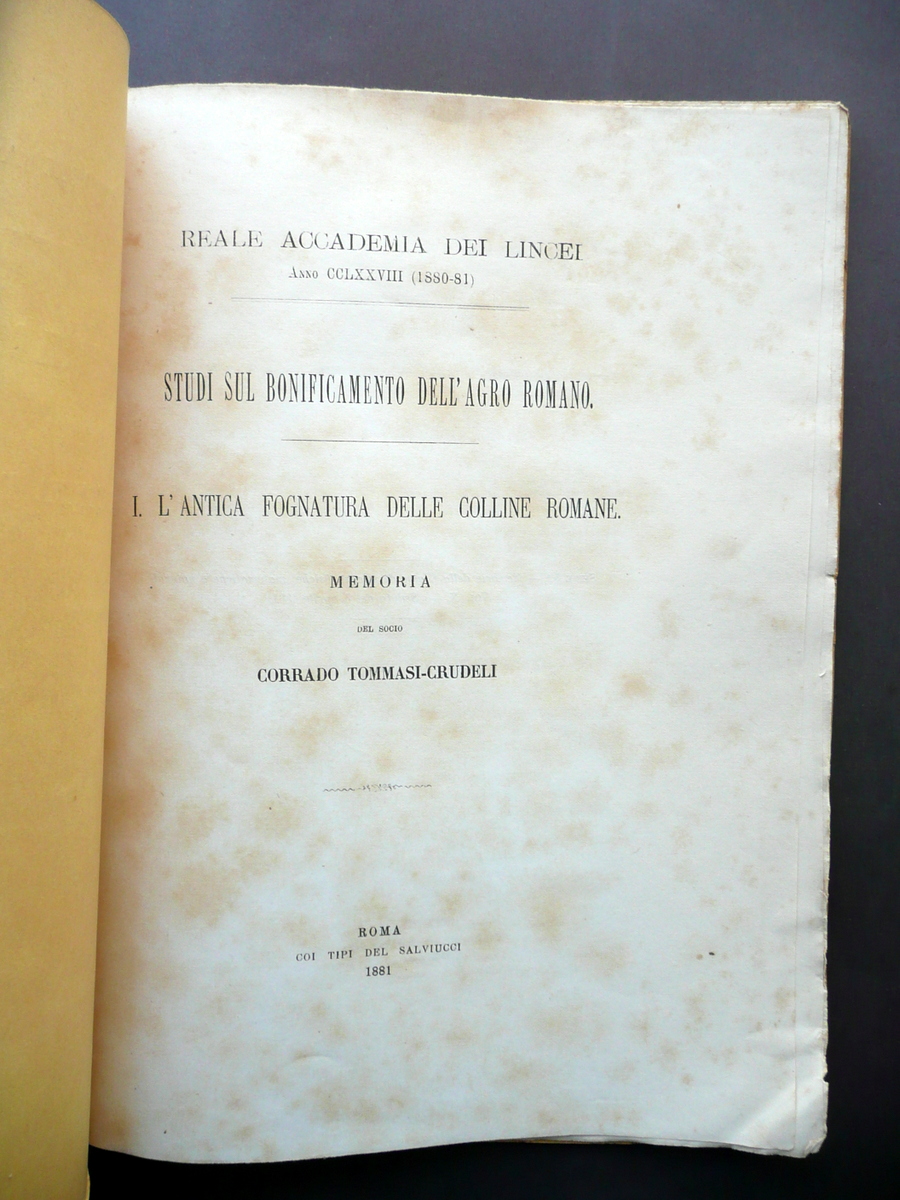 REALE ACCADEMIA DEI LINCEI
ANNO CCLXXVIII (1880-81)
STUDI SUL BONIFICAMENTO DELL'AGRO ROMANO.
I. L'ANTICA FOGNATURA DELLE COLLINE ROMANE.
MEMORIA
DEL SOCIO
CORRADO TOMMASI-CRUDELI
ROMA
COI TIPI DEL SALVIUCCI
1881